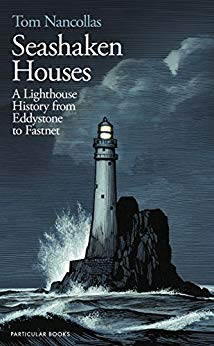 Tom Nancollas
Seashaken
Houses
A Lighthouse
History from
Eddystone
to Fastnet
PARTICULAR BOOKS